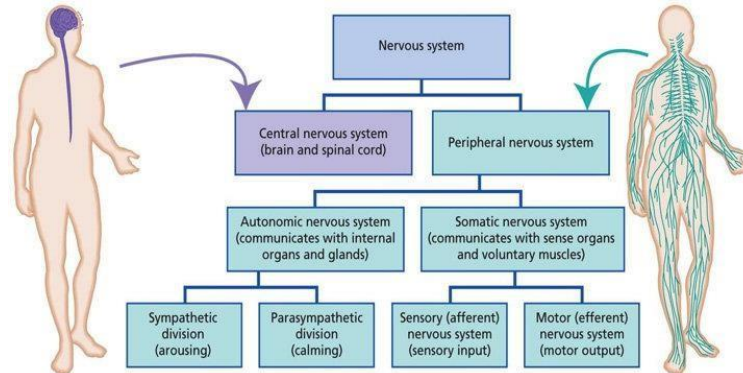 Nervous system
Central nervous system
(brain and spinal cord)
Peripheral nervous system
Autonomic nervous system
(communicates with internal
organs and glands)
Somatic nervous system
(communicates with sense organs
and voluntary muscles)
Sympathetic
division
(arousing)
Parasympathetic
division
(calming)
Sensory (afferent)
nervous system
(sensory input)
Motor (efferent)
nervous system
(motor output)